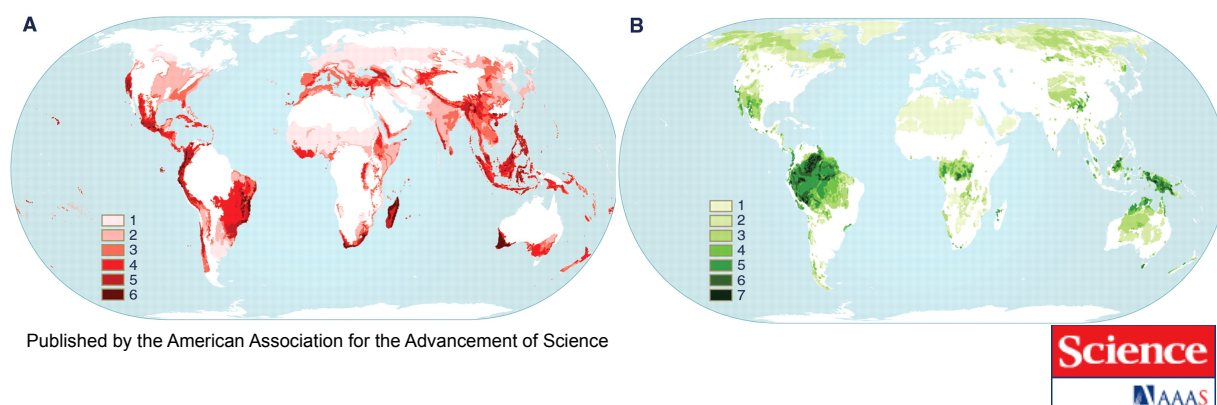 A
B
1
2
3
4
5
6
1
2
3
4
5
6
7
Published by the American Association for the Advancement of Science
Science
AAAS